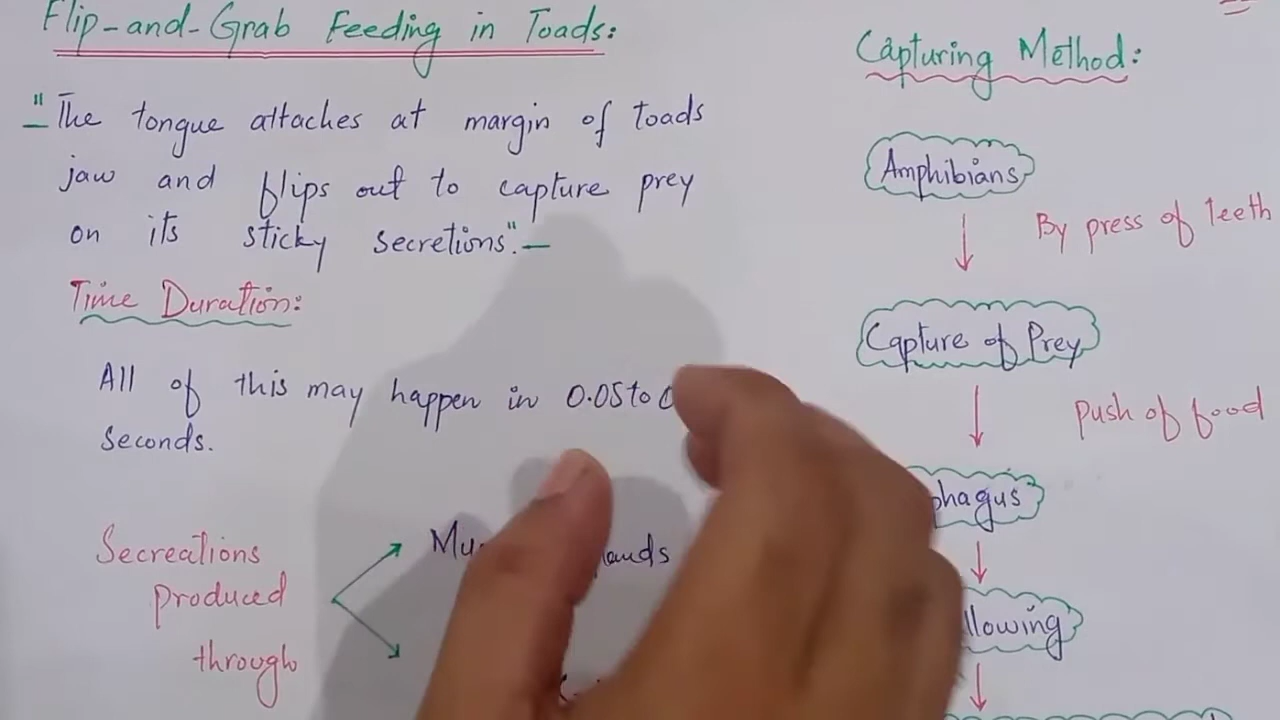 Flip-and-Grab Feeding in Toads:
"The tongue attaches at margin of toads
jaw and flips out to capture prey
on its sticky secretions".
Time Duration:
All of this may happen in 0.05 to
seconds.
Secreations
produced
through
Capturing Method:
Amphibians
By press of Teeth
Capture of Prey
Push of food